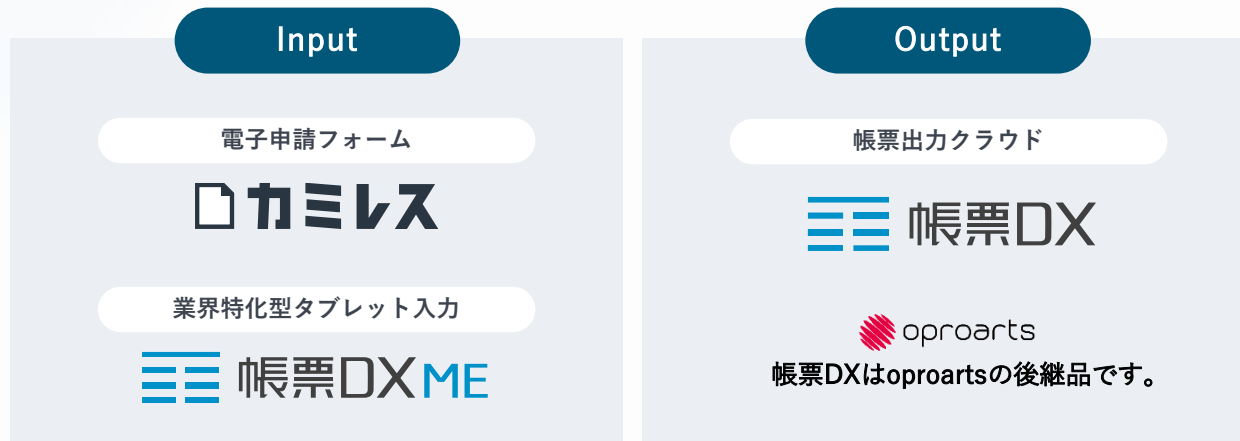 Input
電子申請フォーム
カミレス
業界特化型タブレット入力
帳票DX ME
Output
帳票出力クラウド
帳票DX
oproarts
帳票DXはoproartsの後継品です。